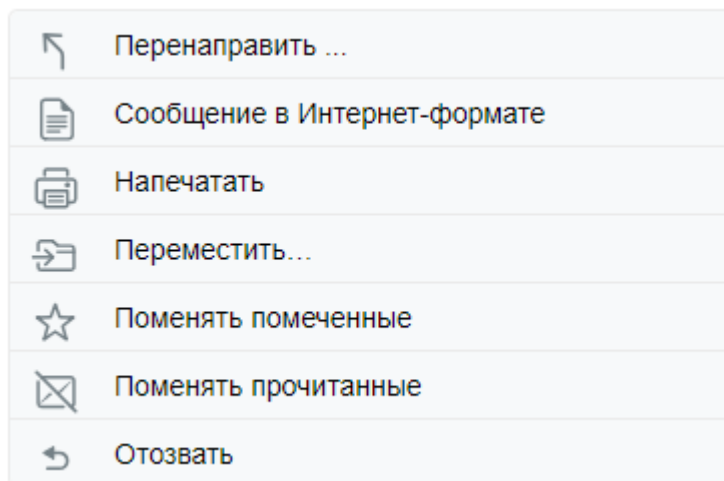 Перенаправить ...
Сообщение в Интернет-формате
Напечатать
Переместить...
Поменять помеченные
Поменять прочитанные
Отозвать